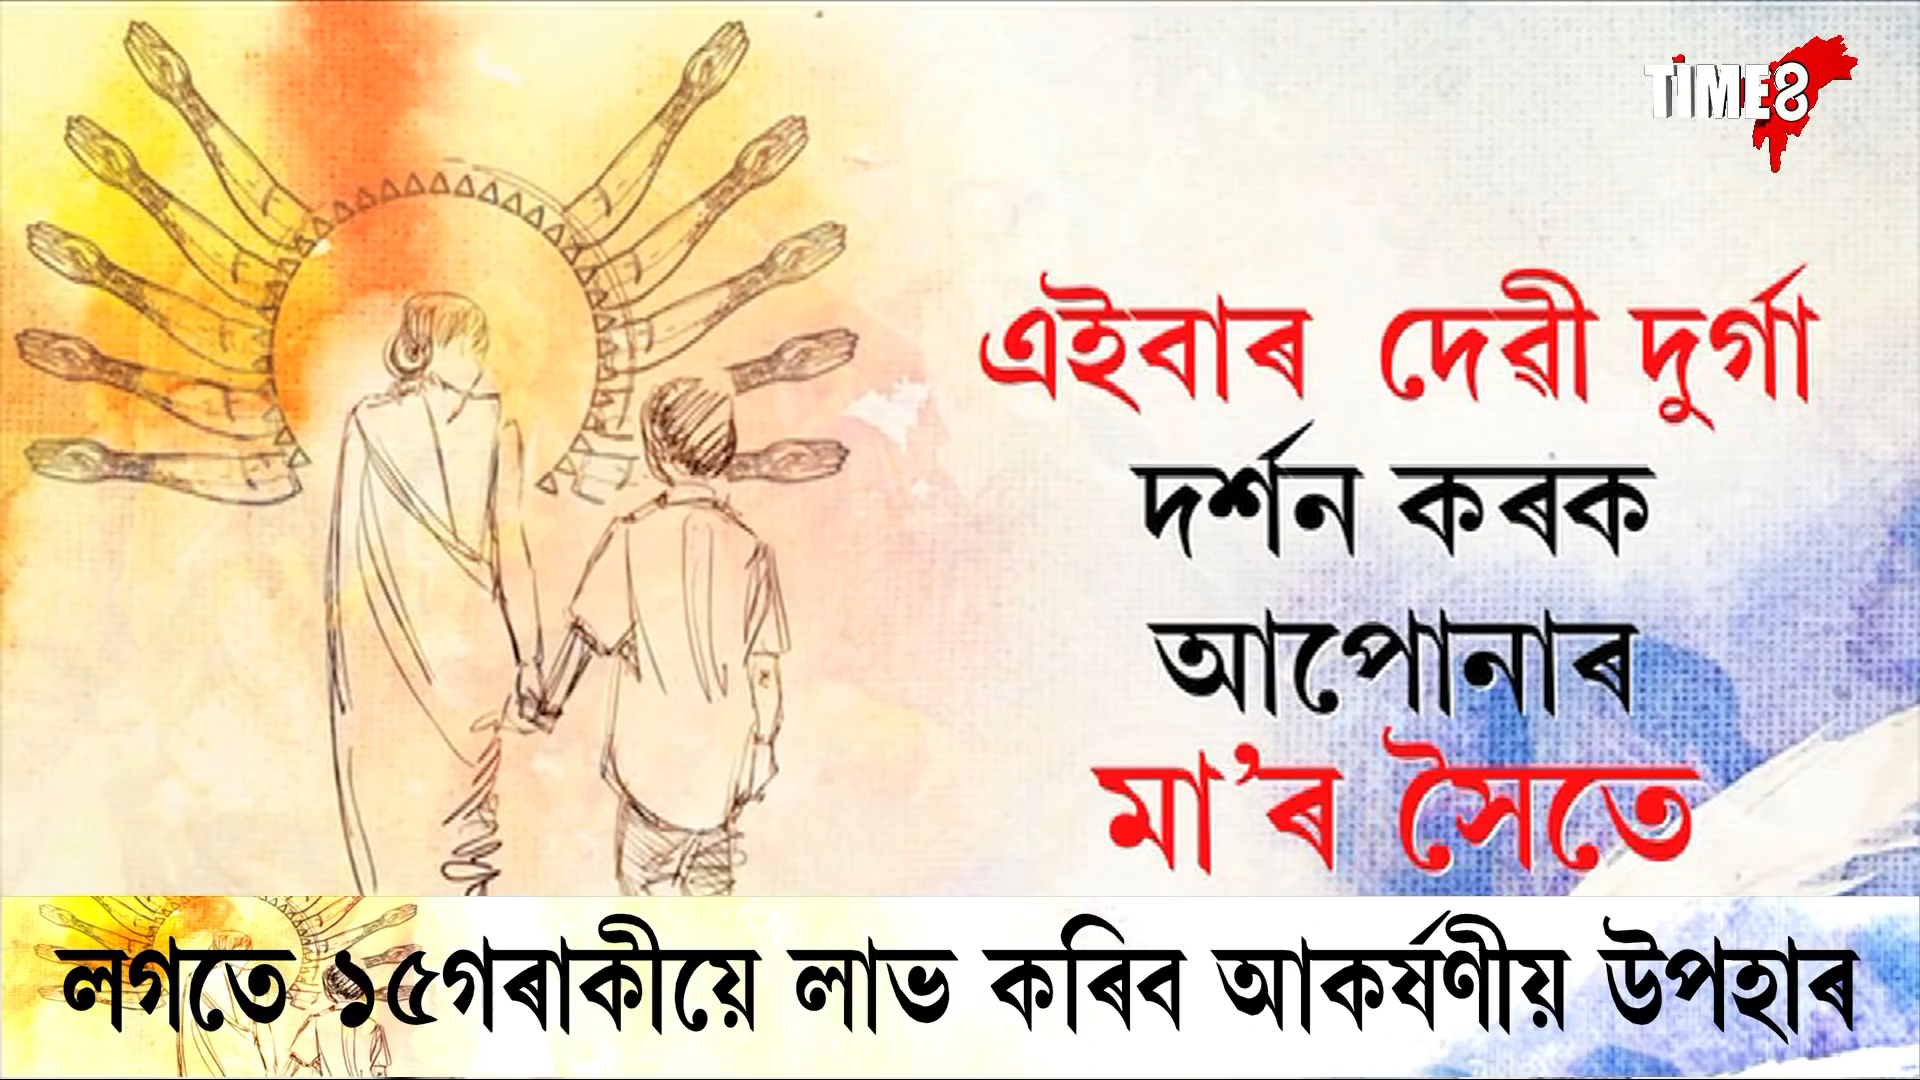 TIME8
এইবাৰ দেৱী দুৰ্গা
দৰ্শন কৰক
আপোনাৰ
মা'ৰ সৈতে
লগতে ১৫গৰাকীয়ে লাভ কৰিব আকৰ্ষণীয় উপহাৰ